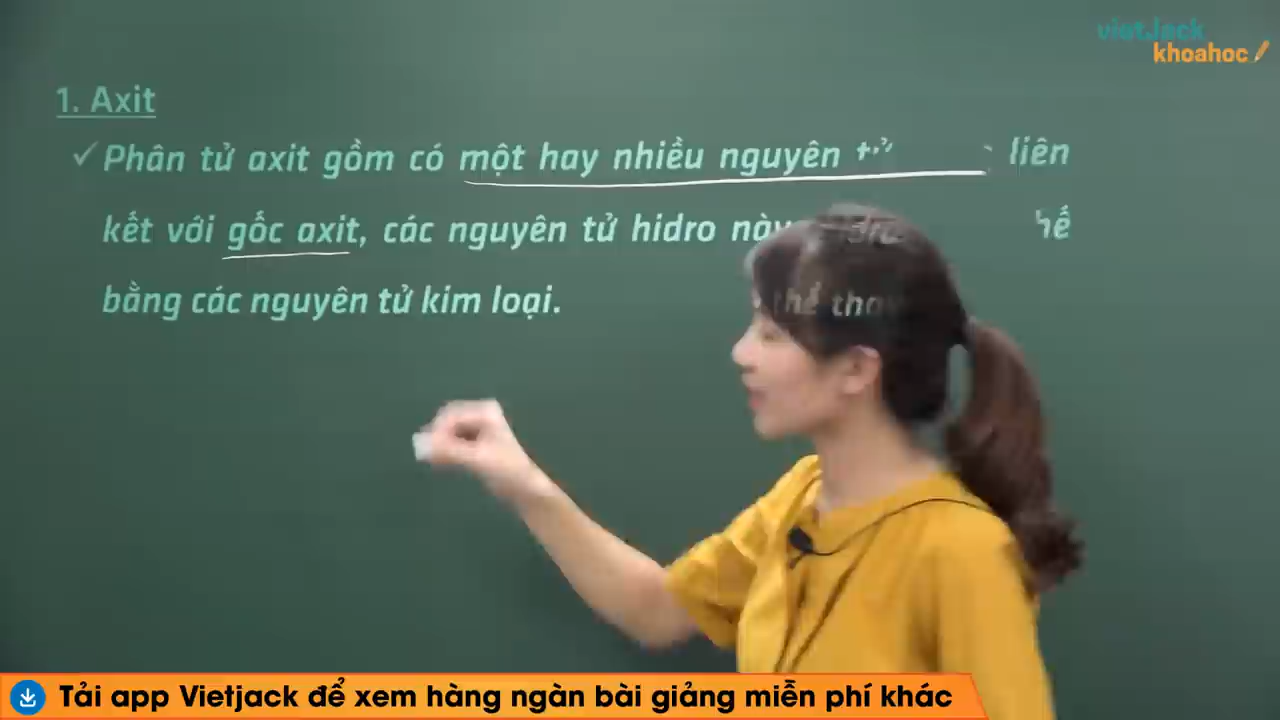 vietJack
khoahoc
1. Axit
✓ Phân tử axit gồm có một hay nhiều nguyên liên
kết với gốc axit, các nguyên tử hidro này thể thay
bằng các nguyên tử kim loại.
Tải app Vietjack để xem hàng ngàn bài giảng miễn phí khác